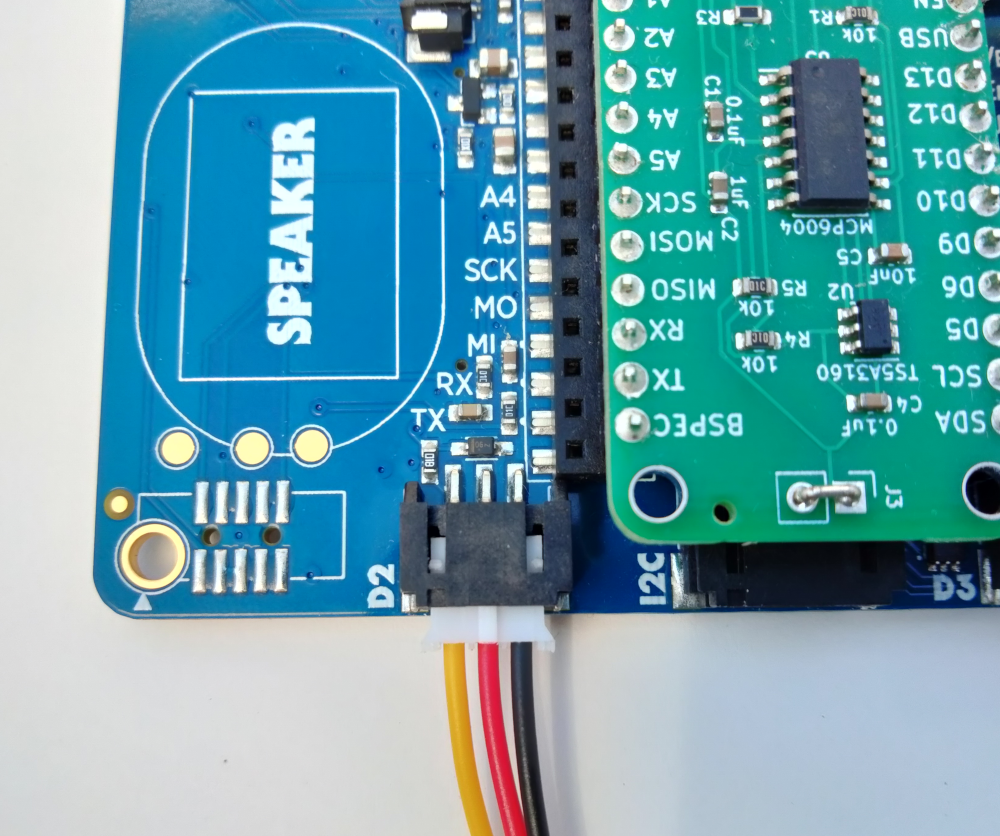 SPEAKER
A4
A5
SCK
MO
MI
RX
TX
D2
I2C
D3
A1
A2
A3
A4
A5
SCK
MOSI
MISO
RX
TX
BSPEC
EN
USB
D13
D12
D11
D10
D9
D6
D5
SCL
SDA
R3
R1
10k
C1
0.1uF
1uF
C2
MCP6004
C5
10nF
R5
10k
U2
R4
10k
TS5A3160
C4
0.1uF
J3